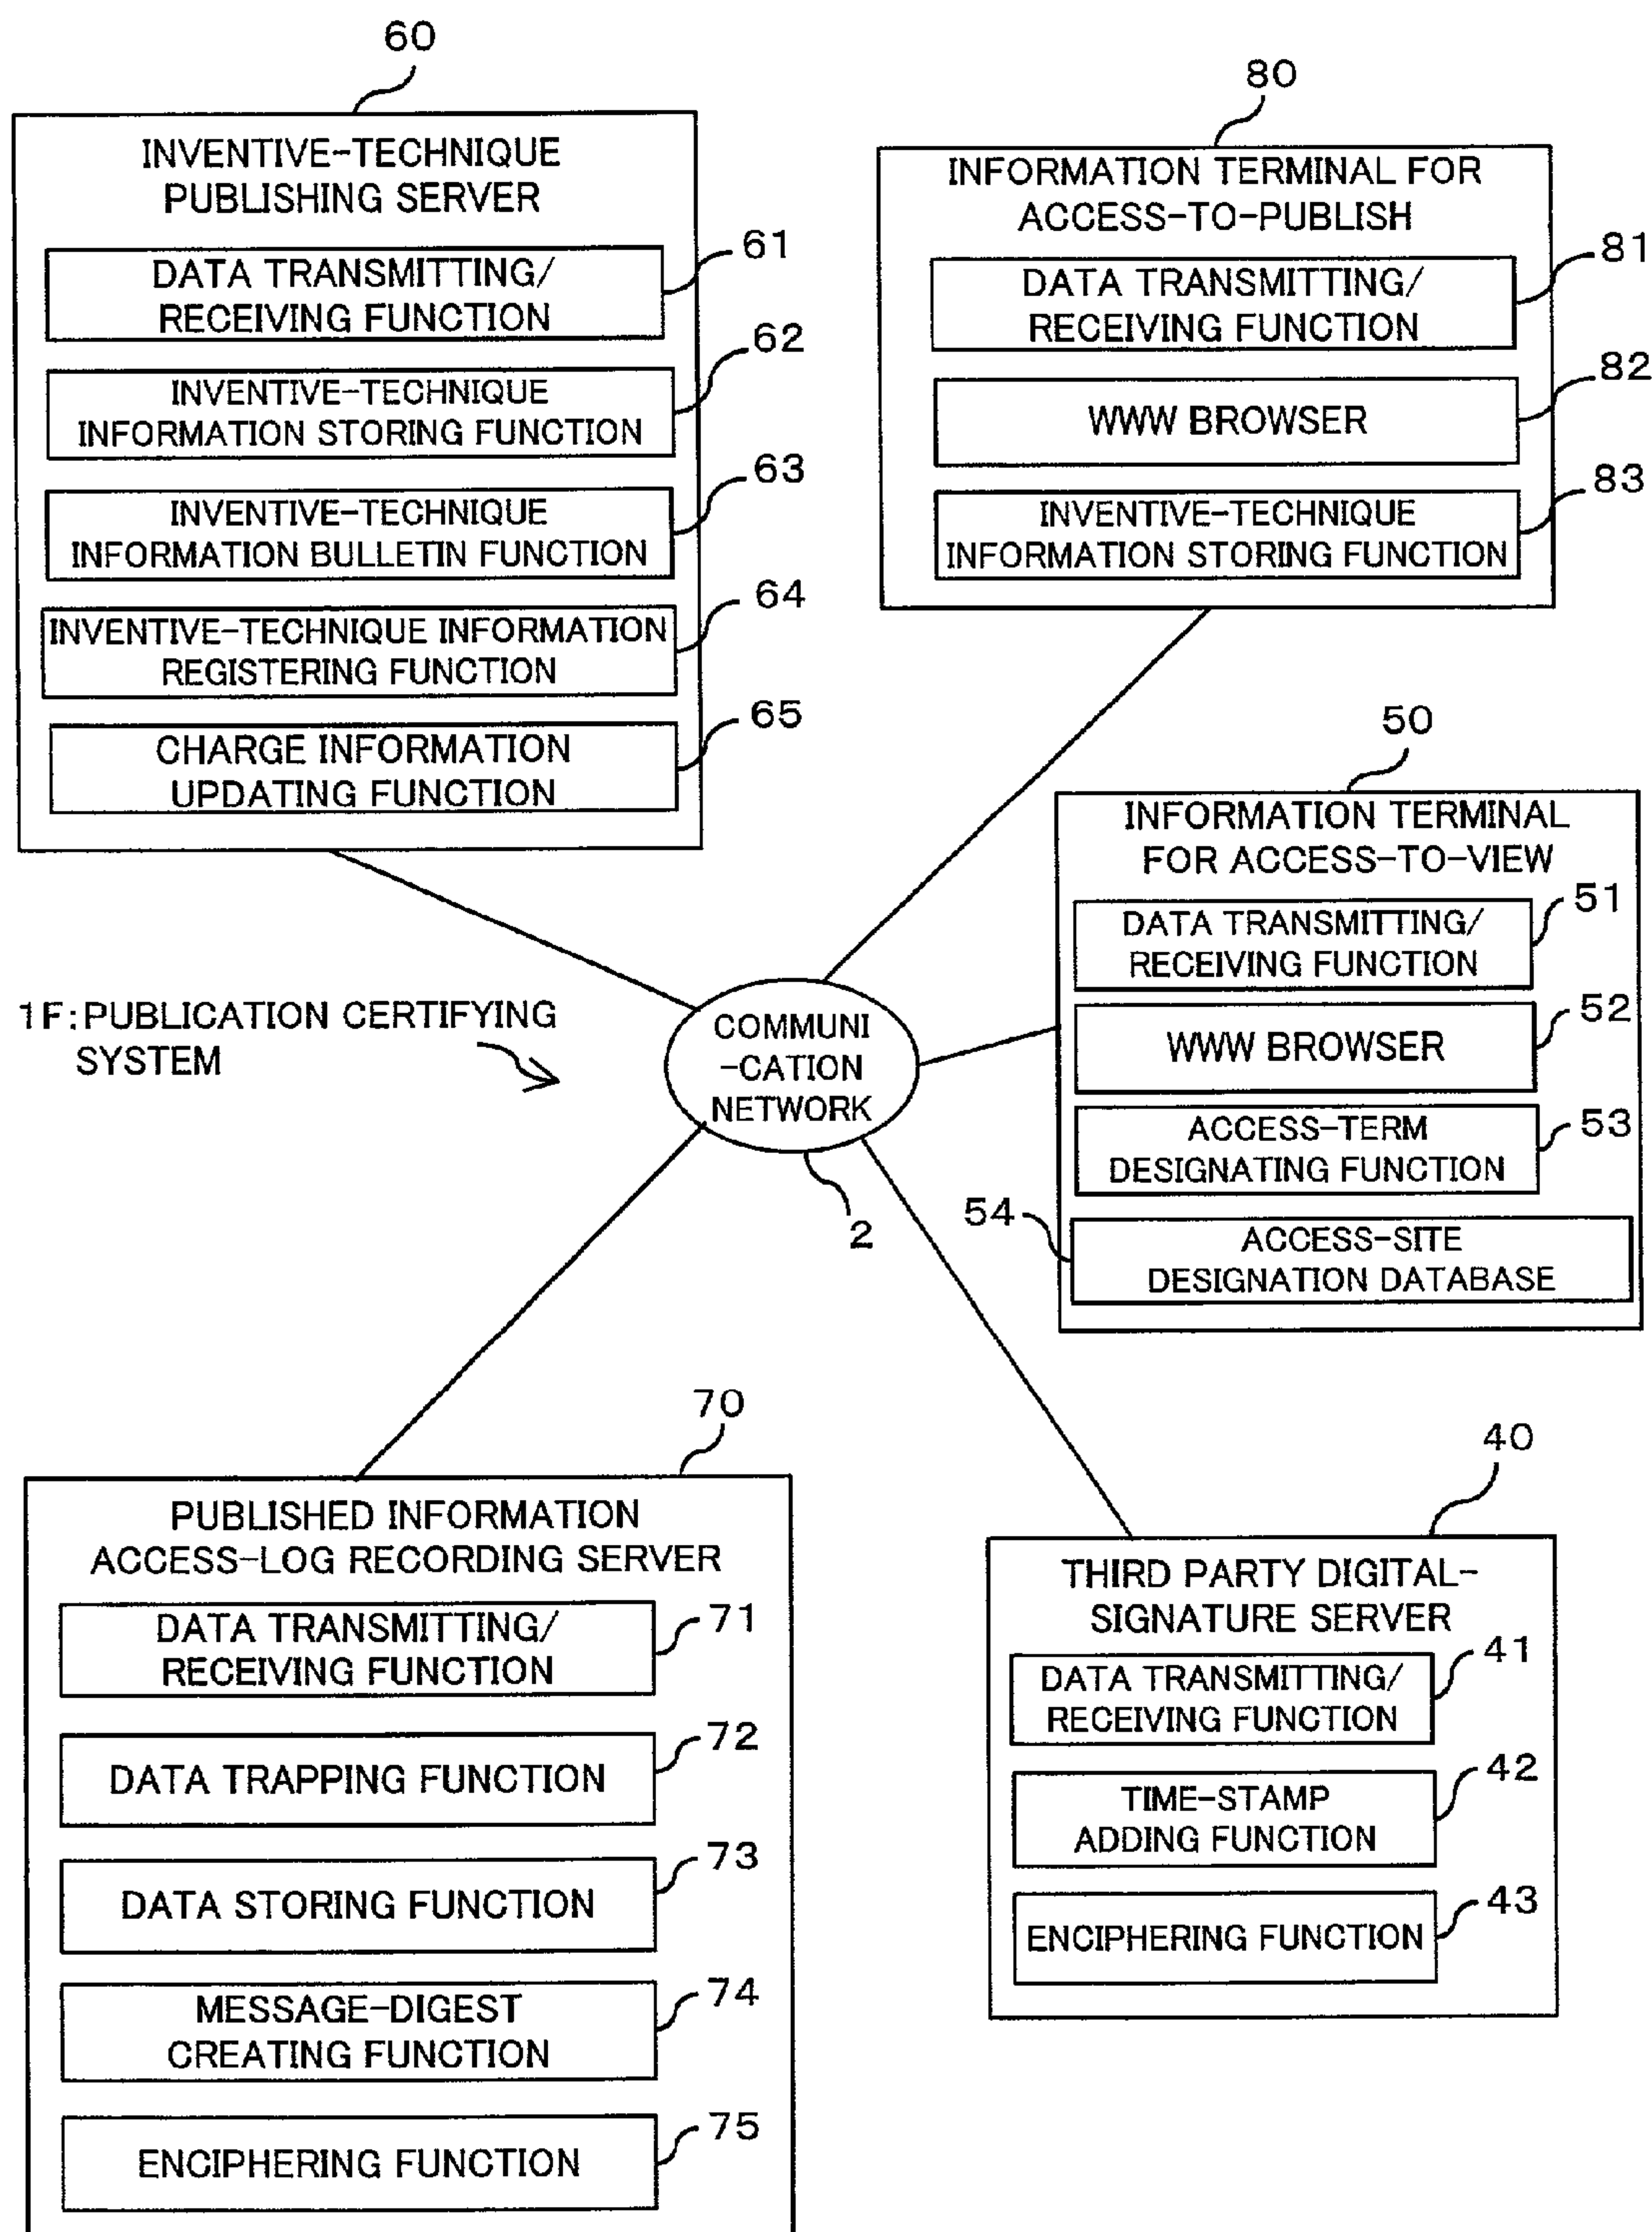 60
INVENTIVE-TECHNIQUE
PUBLISHING SERVER
61
DATA TRANSMITTING/
RECEIVING FUNCTION
62
INVENTIVE-TECHNIQUE
INFORMATION STORING FUNCTION
63
INVENTIVE-TECHNIQUE
INFORMATION BULLETIN FUNCTION
64
INVENTIVE-TECHNIQUE INFORMATION
REGISTERING FUNCTION
65
CHARGE INFORMATION
UPDATING FUNCTION
80
INFORMATION TERMINAL FOR
ACCESS-TO-PUBLISH
81
DATA TRANSMITTING/
RECEIVING FUNCTION
82
WWW BROWSER
83
INVENTIVE-TECHNIQUE
INFORMATION STORING FUNCTION
50
INFORMATION TERMINAL
FOR ACCESS-TO-VIEW
51
DATA TRANSMITTING/
RECEIVING FUNCTION
52
WWW BROWSER
53
ACCESS-TERM
DESIGNATING FUNCTION
54
ACCESS-SITE
DESIGNATION DATABASE
1F:PUBLICATION CERTIFYING
SYSTEM
COMMUNI
-CATION
NETWORK
2
70
PUBLISHED INFORMATION
ACCESS-LOG RECORDING SERVER
71
DATA TRANSMITTING/
RECEIVING FUNCTION
72
DATA TRAPPING FUNCTION
73
DATA STORING FUNCTION
74
MESSAGE-DIGEST
CREATING FUNCTION
75
ENCIPHERING FUNCTION
40
THIRD PARTY DIGITAL-
SIGNATURE SERVER
41
DATA TRANSMITTING/
RECEIVING FUNCTION
42
TIME-STAMP
ADDING FUNCTION
43
ENCIPHERING FUNCTION